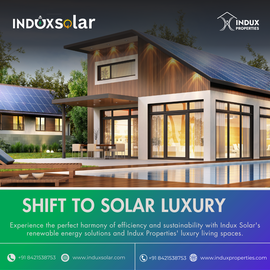 INDUXSOLAR
INDUX
PROPERTIES
SHIFT TO SOLAR LUXURY
Experience the perfect harmony of efficiency and sustainability with Indux Solar's
renewable energy solutions and Indux Properties' luxury living spaces.
+91 8421538753 www.induxsolar.com +91 8421538753 www.induxproperties.com